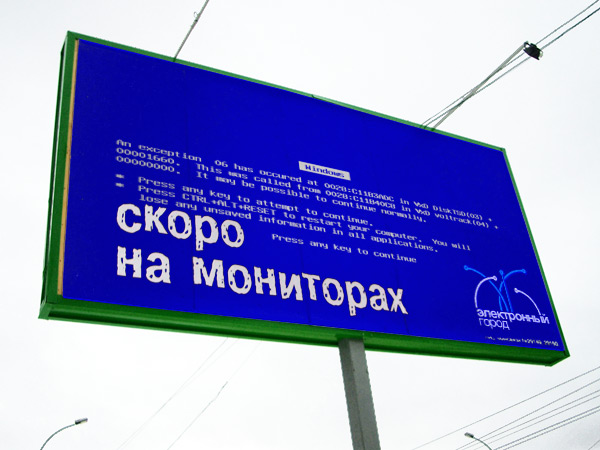 Windows
An exception 06 has occured at 0028:C11B3ADC in VxD DiskTSD(03) +
00001660. This was called from 0028:C11B40C8 in VxD voltrack(04) +
00000000. It may be possible to continue normally.
* Press any key to attempt to continue.
* Press CTRL+ALT+RESET to restart your computer. You will
lose any unsaved information in all applications.
Press any key to continue
скоро
на мониторах
электронный
город